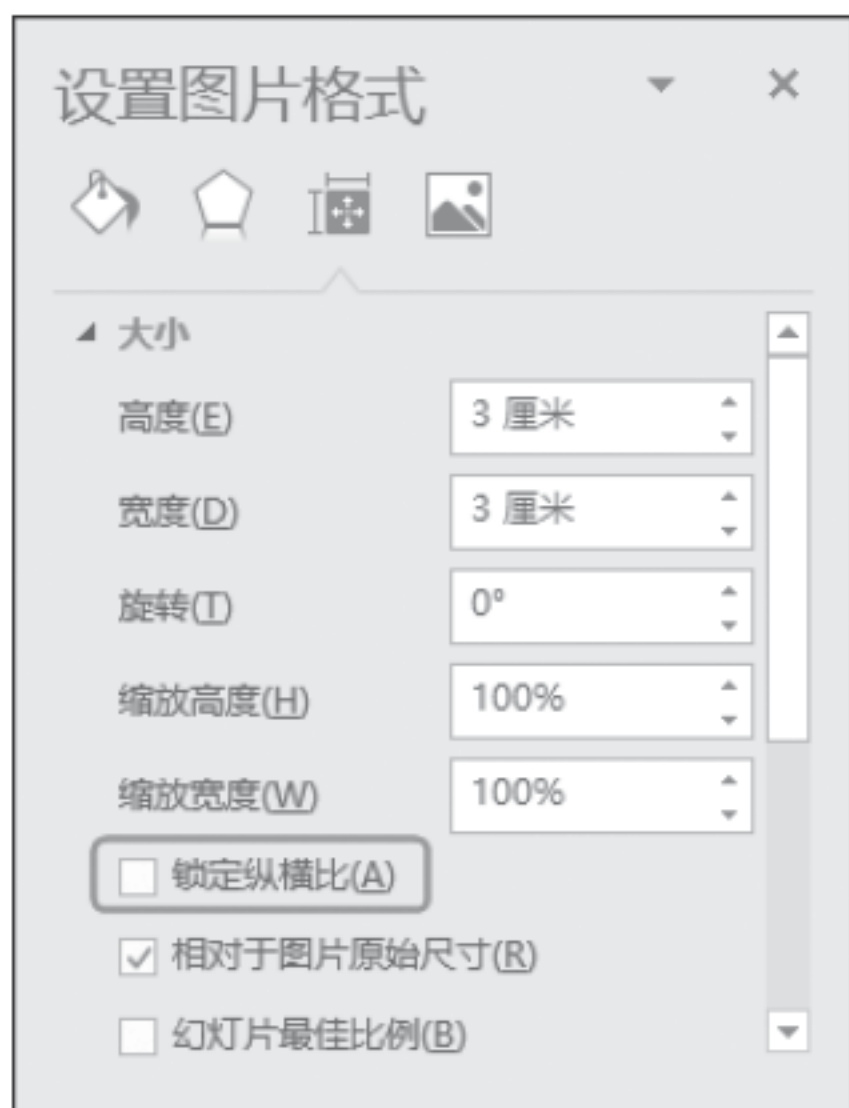 设置图片格式
大小
高度(E) 3 厘米
宽度(D) 3 厘米
旋转(T) 0°
缩放高度(H) 100%
缩放宽度(W) 100%
锁定纵横比(A)
相对于图片原始尺寸(R)
幻灯片最佳比例(B)